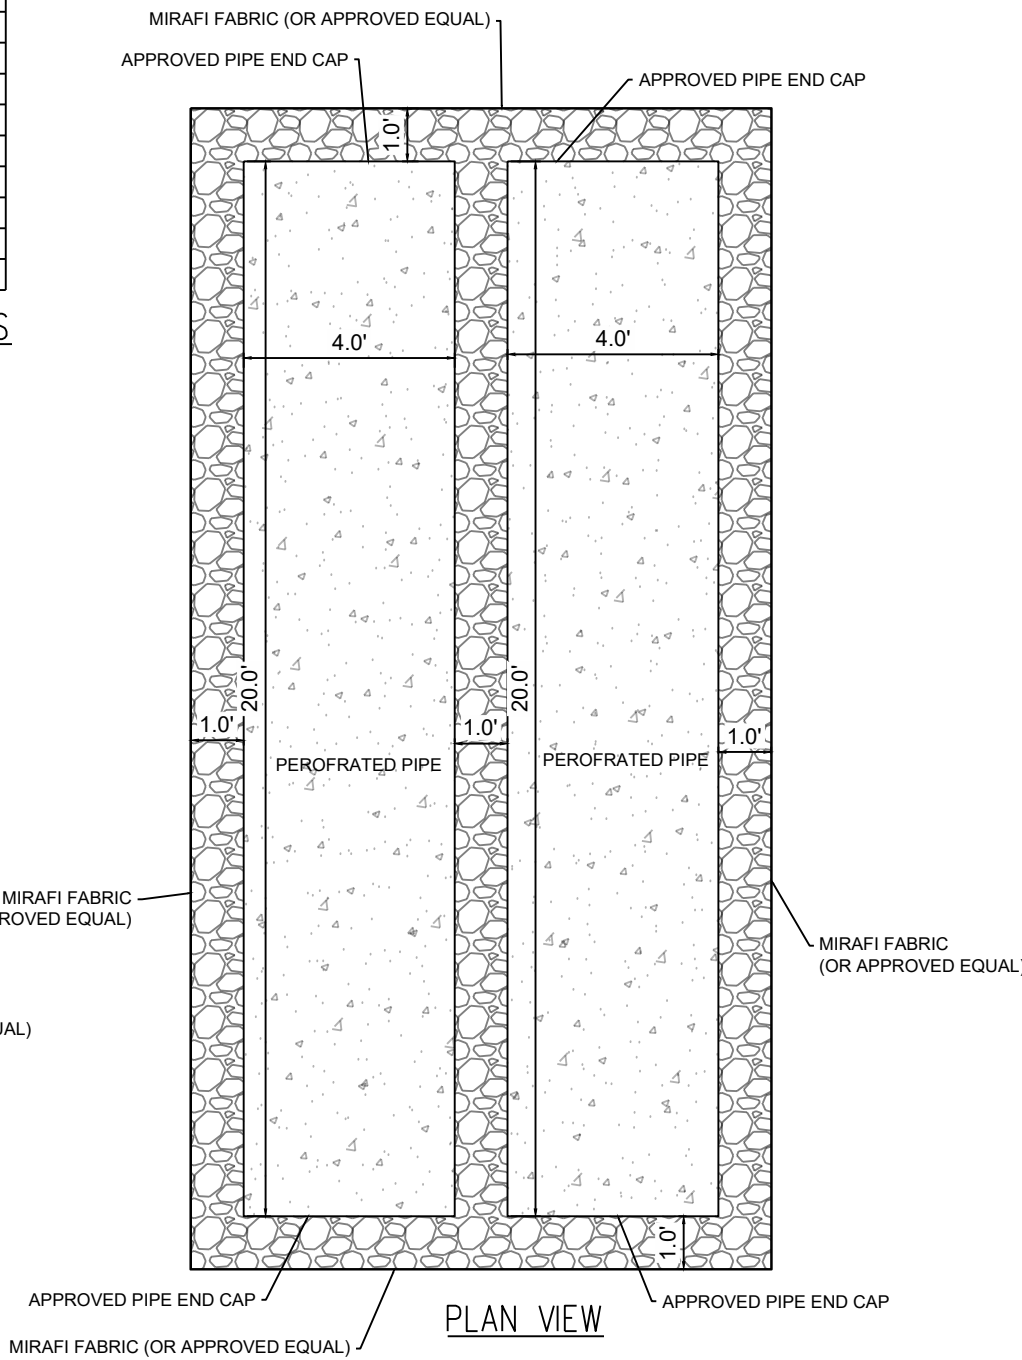 MIRAFI FABRIC (OR APPROVED EQUAL)
APPROVED PIPE END CAP
APPROVED PIPE END CAP
1.0'
S
4.0'
4.0'
20.0'
20.0'
1.0'
1.0'
1.0'
PEROFRATED PIPE
PEROFRATED PIPE
MIRAFI FABRIC
PROVED EQUAL)
MIRAFI FABRIC
(OR APPROVED EQUAL)
UAL)
1.0'
APPROVED PIPE END CAP
APPROVED PIPE END CAP
PLAN VIEW
MIRAFI FABRIC (OR APPROVED EQUAL)